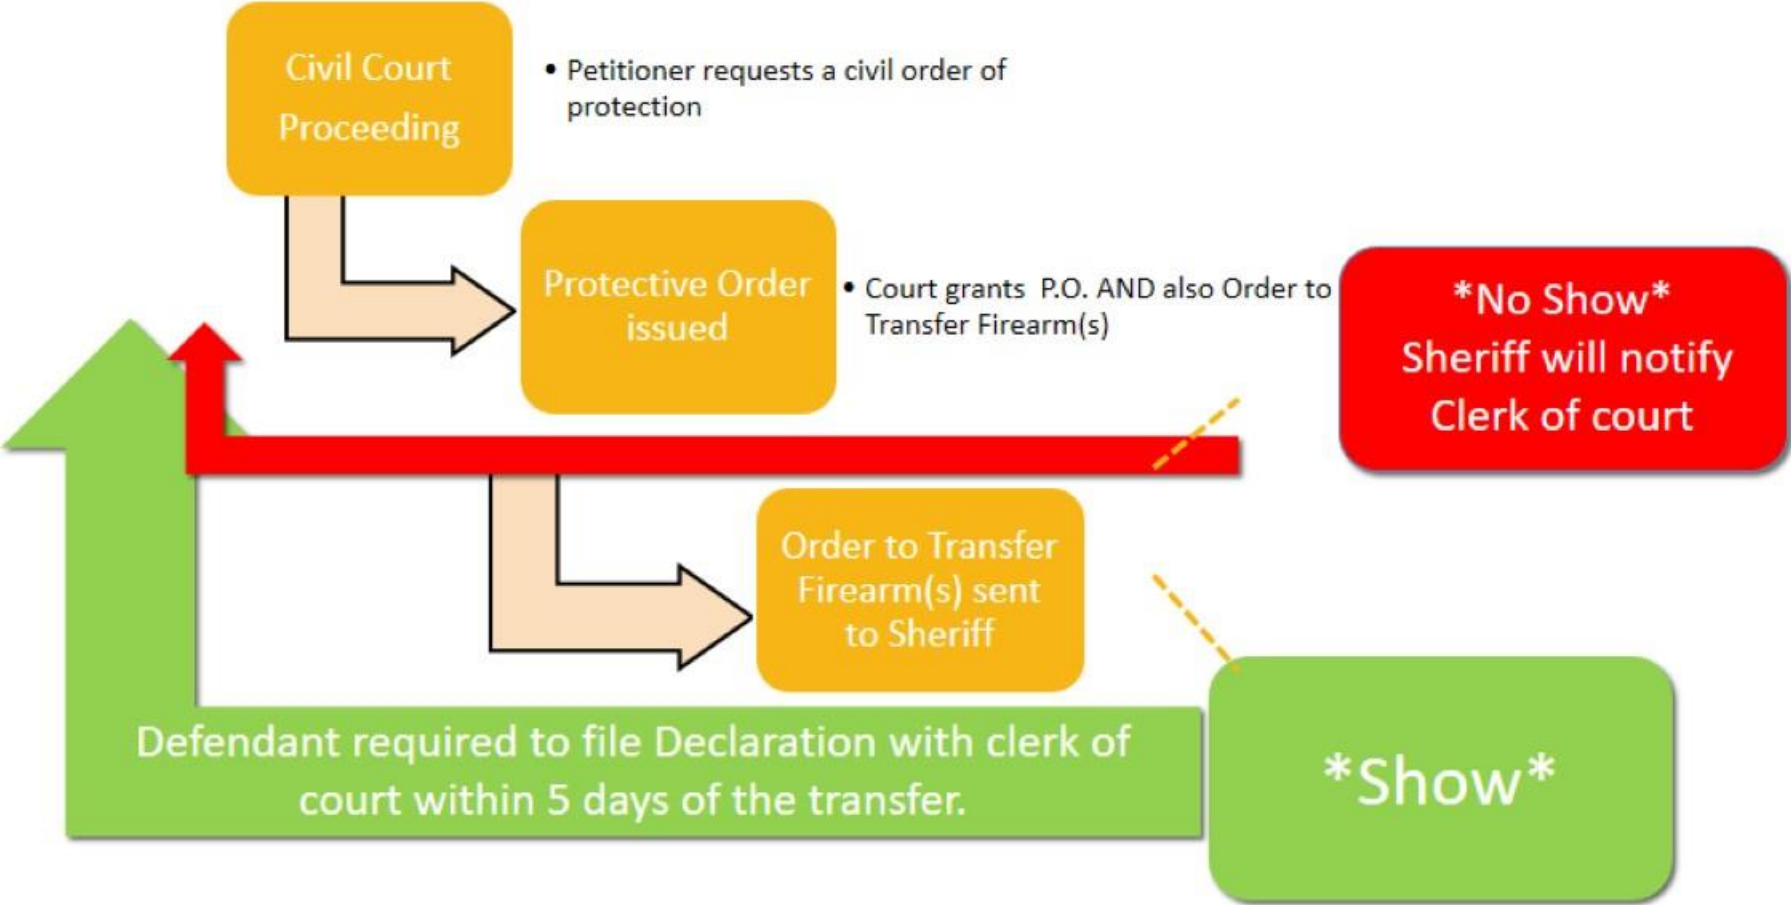 Civil Court
Proceeding
• Petitioner requests a civil order of
protection
Protective Order
issued
• Court grants  P.O. AND also Order to
Transfer Firearm(s)
*No Show*
Sheriff will notify
Clerk of court
Order to Transfer
Firearm(s) sent
to Sheriff
Defendant required to file Declaration with clerk of
court within 5 days of the transfer.
*Show*